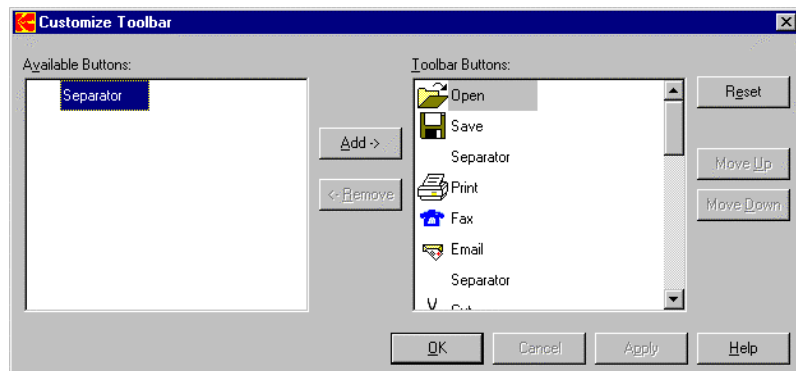 Customize Toolbar
Available Buttons:
Separator
Add ->
<- Remove
Toolbar Buttons:
Open
Save
Separator
Print
Fax
Email
Separator
Cut
Reset
Move Up
Move Down
OK
Cancel
Apply
Help